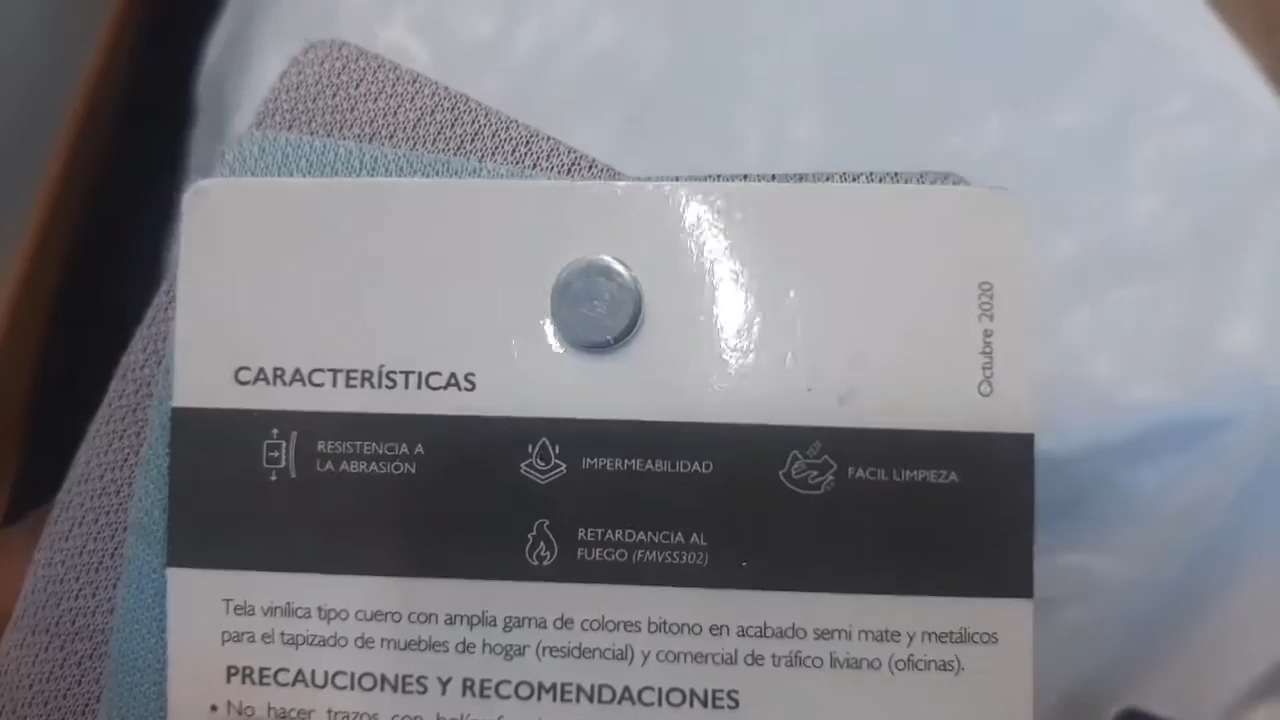 Octubre 2020
CARACTERÍSTICAS
RESISTENCIA A
LA ABRASIÓN
IMPERMEABILIDAD
FACIL LIMPIEZA
RETARDANCIA AL
FUEGO (FMVSS302)
Tela vinílica tipo cuero con amplia gama de colores bitono en acabado semi mate y metálicos
para el tapizado de muebles de hogar (residencial) y comercial de tráfico liviano (oficinas).
PRECAUCIONES Y RECOMENDACIONES
* No hacer trazos con